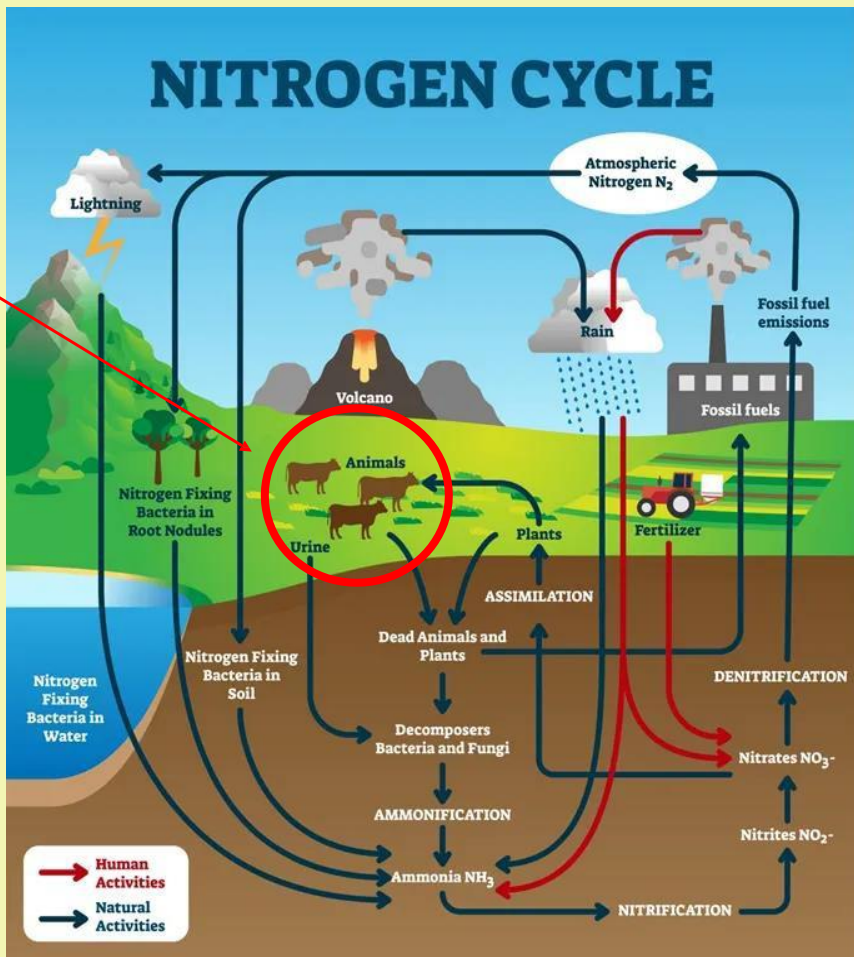 NITROGEN CYCLE
Atmospheric
Nitrogen N₂
Lightning
Fossil fuel
emissions
Rain
Volcano
Fossil fuels
Animals
Nitrogen Fixing
Bacteria in
Root Nodules
Urine
Plants
Fertilizer
ASSIMILATION
Dead Animals and
Plants
Nitrogen Fixing
Bacteria in
Soil
Nitrogen
Fixing
Bacteria in
Water
DENITRIFICATION
Decomposers
Bacteria and Fungi
Nitrates NO₃-
AMMONIFICATION
Nitrites NO₂-
Human
Activities
Natural
Activities
Ammonia NH₃
NITRIFICATION